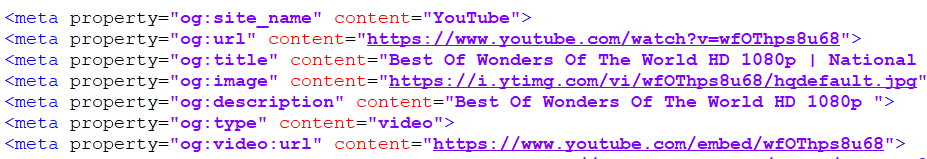 <meta property="og:site_name" content="YouTube">
<meta property="og:url" content="https://www.youtube.com/watch?v=wfOThps8u68">
<meta property="og:title" content="Best Of Wonders Of The World HD 1080p | National
<meta property="og:image" content="https://i.ytimg.com/vi/wfOThps8u68/hqdefault.jpg"
<meta property="og:description" content="Best Of Wonders Of The World HD 1080p ">
<meta property="og:type" content="video">
<meta property="og:video:url" content="https://www.youtube.com/embed/wfOThps8u68">